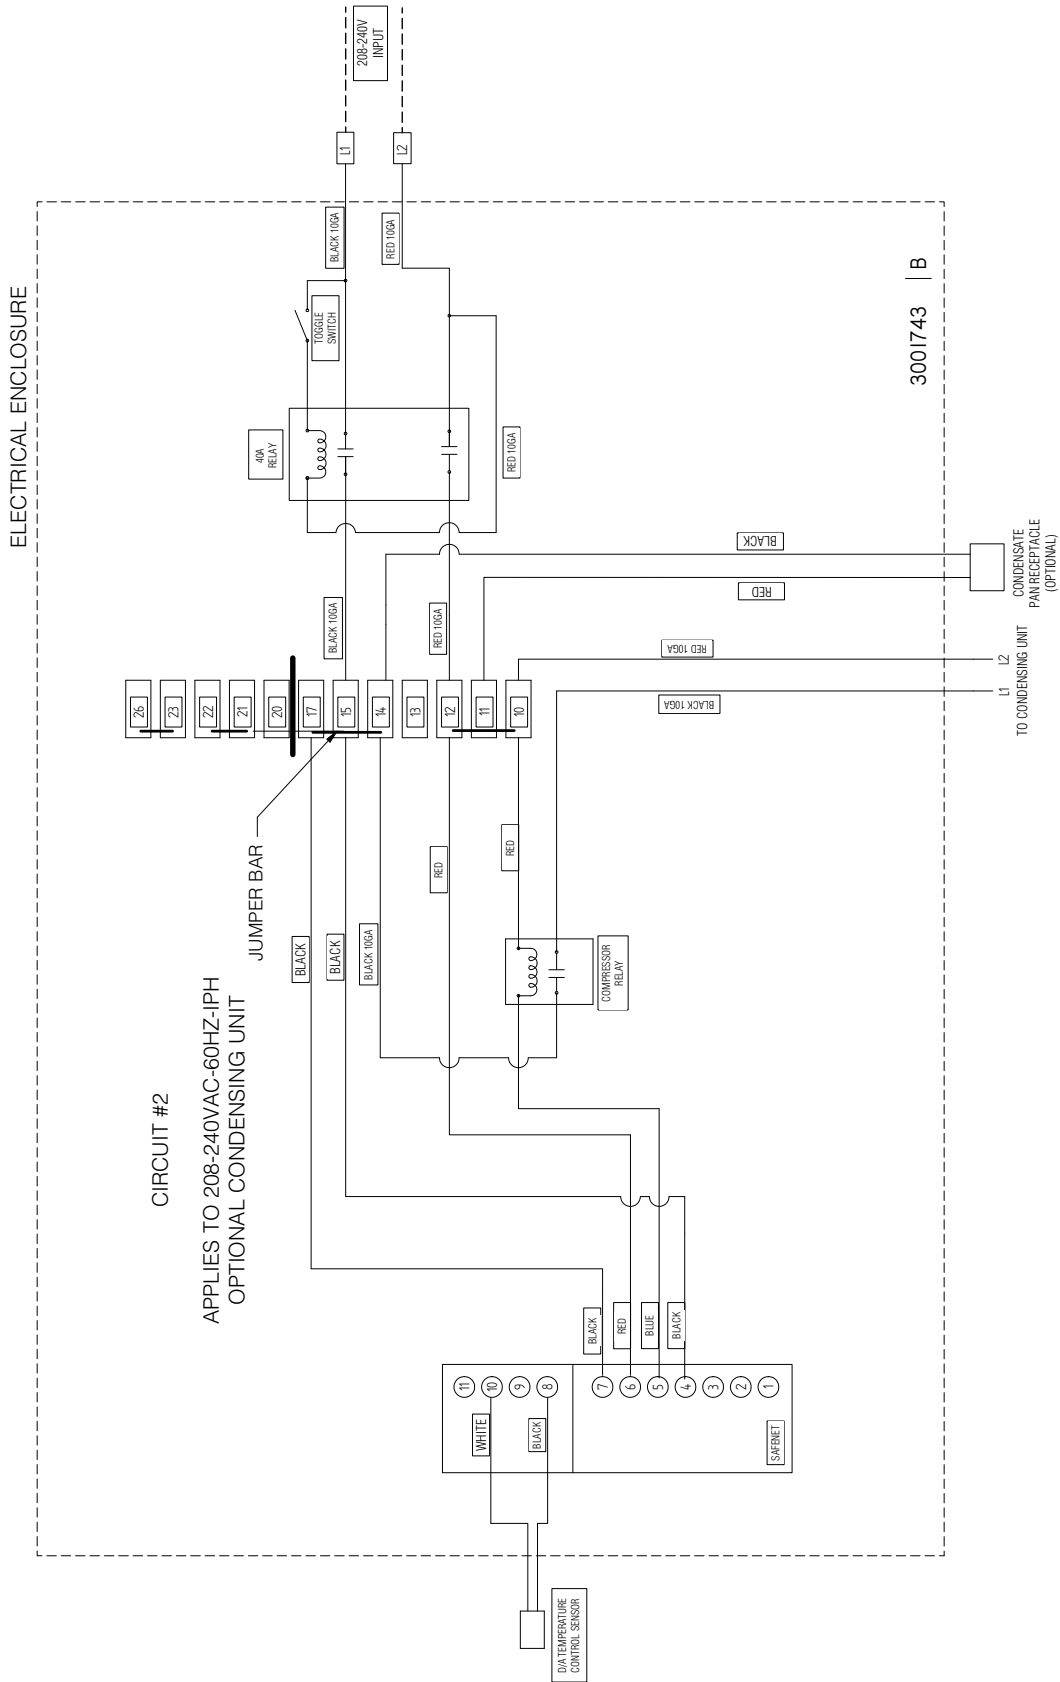 ELECTRICAL ENCLOSURE
208-240V
INPUT
L1
L2
BLACK 10GA
RED 10GA
TOGGLE
SWITCH
40A
RELAY
RED 10GA
BLACK
RED
CONDENSATE
PAN RECEPTACLE
(OPTIONAL)
BLACK 10GA
RED 10GA
RED 10GA
BLACK 10GA
L1
L2
TO CONDENSING UNIT
26
23
22
21
20
17
15
14
13
12
11
10
JUMPER BAR
BLACK
BLACK
BLACK 10GA
RED
RED
COMPRESSOR
RELAY
CIRCUIT #2
APPLIES TO 208-240VAC-60HZ-1PH
OPTIONAL CONDENSING UNIT
BLACK
RED
BLUE
BLACK
11
10
9
8
7
6
5
4
3
2
1
WHITE
BLACK
SAFENET
D/A TEMPERATURE
CONTROL SENSOR
3001743 | B